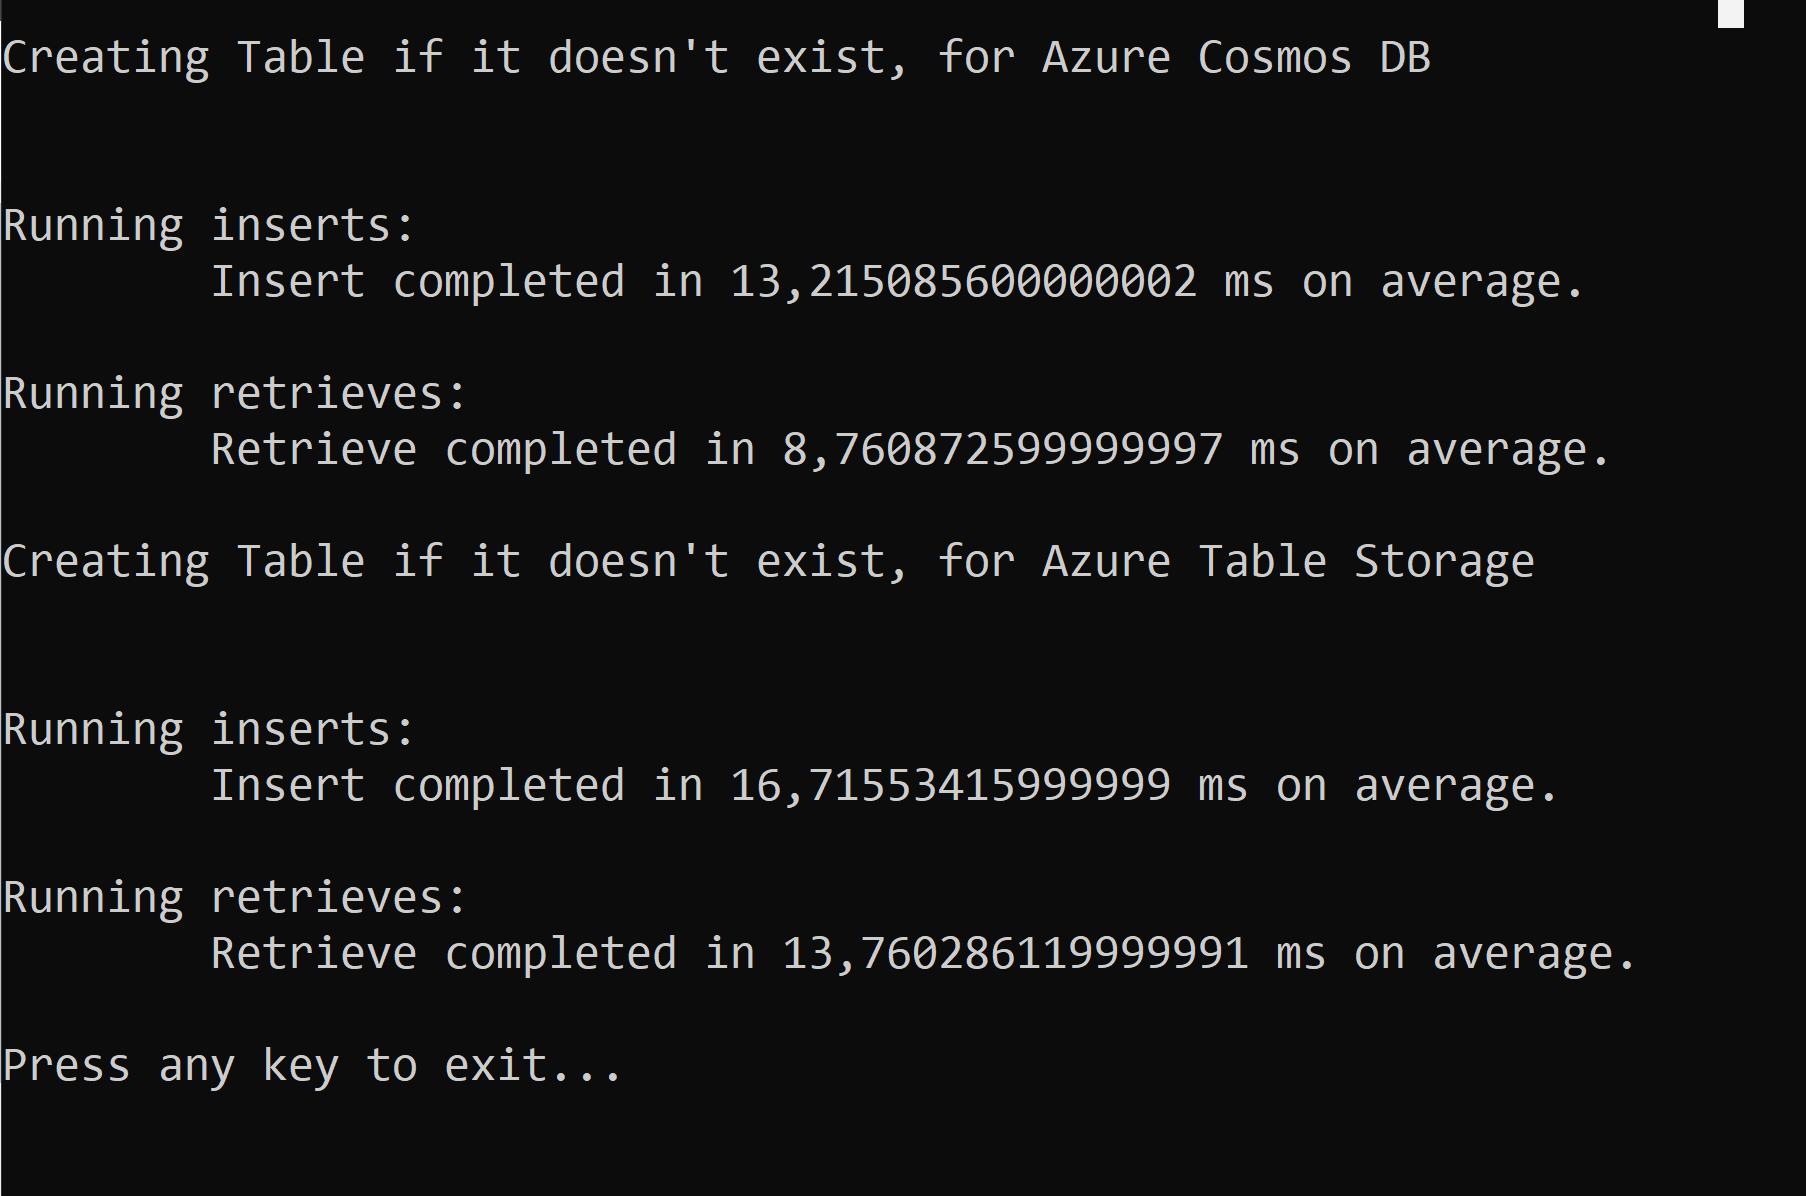 Creating Table if it doesn't exist, for Azure Cosmos DB
Running inserts:
Insert completed in 13,215085600000002 ms on average.
Running retrieves:
Retrieve completed in 8,760872599999997 ms on average.
Creating Table if it doesn't exist, for Azure Table Storage
Running inserts:
Insert completed in 16,71553415999999 ms on average.
Running retrieves:
Retrieve completed in 13,760286119999991 ms on average.
Press any key to exit...